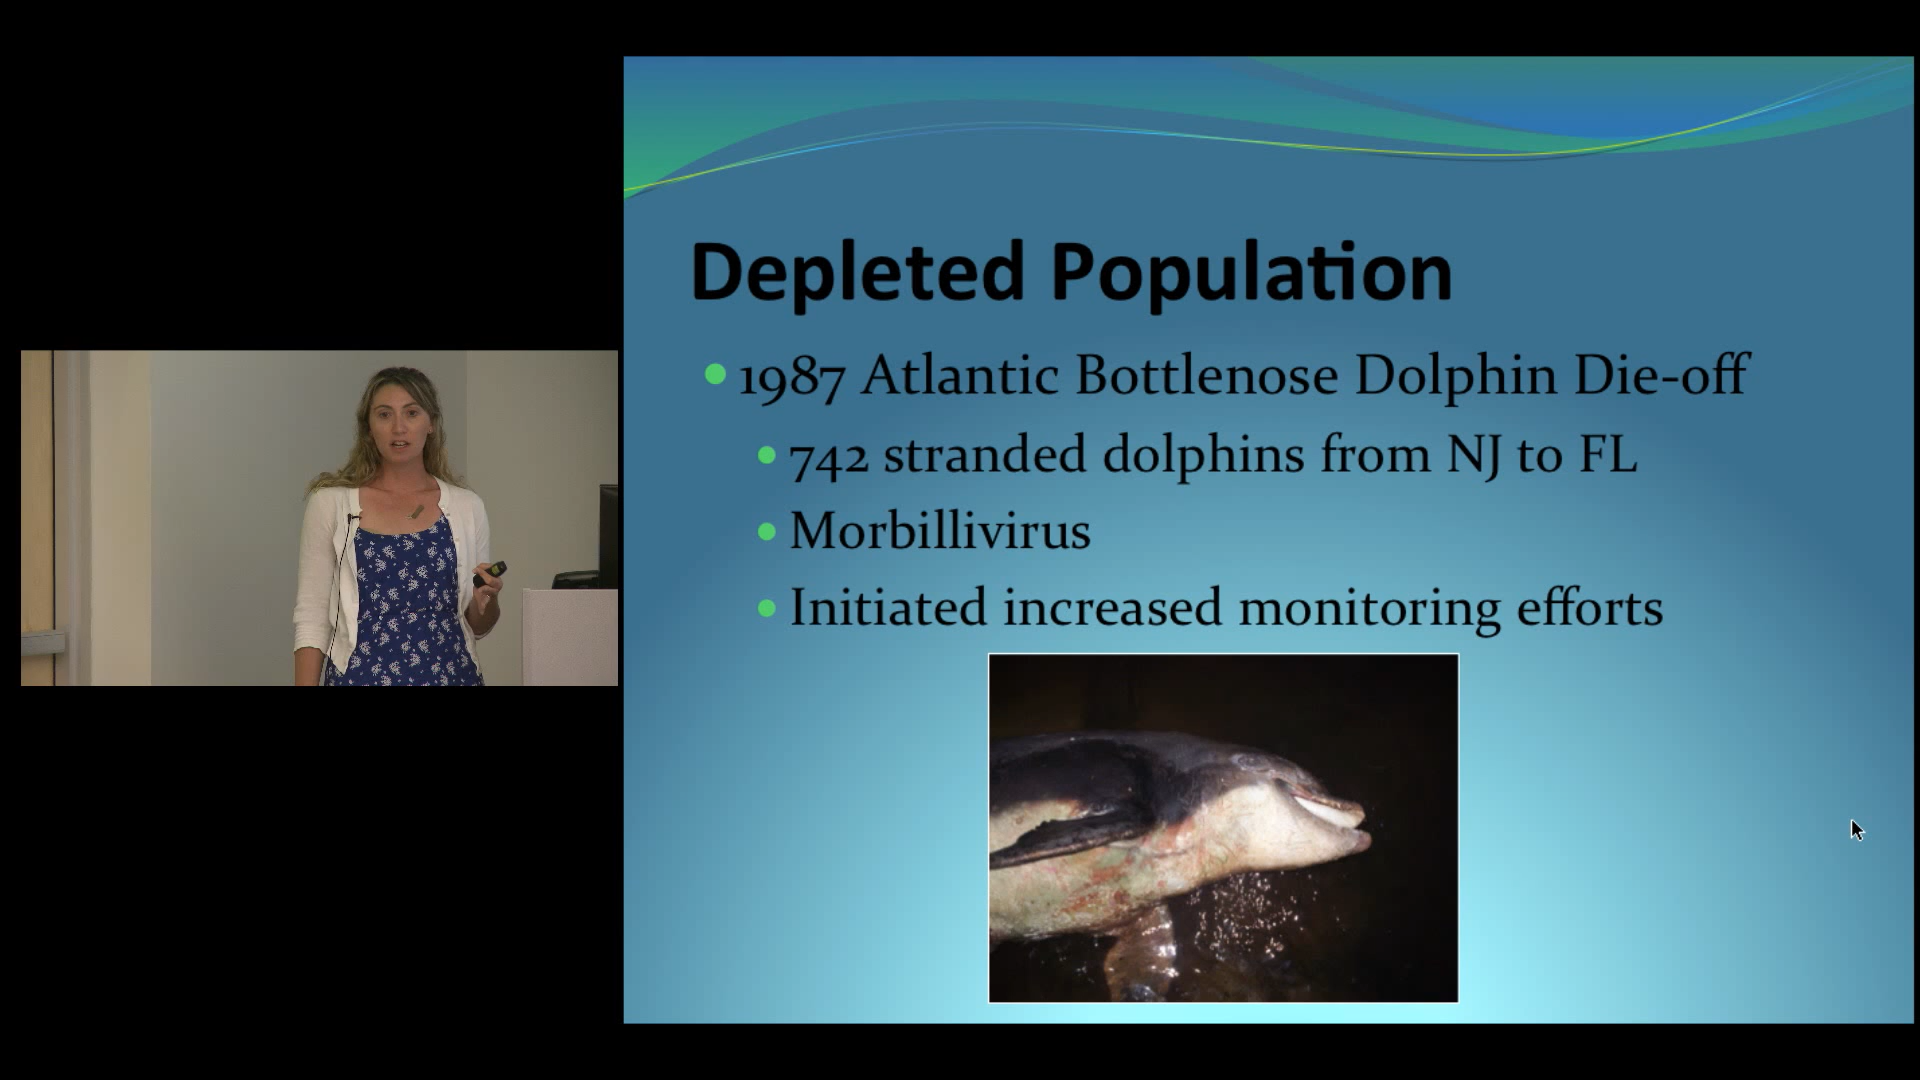 Depleted Population
1987 Atlantic Bottlenose Dolphin Die-off
742 stranded dolphins from NJ to FL
Morbillivirus
Initiated increased monitoring efforts